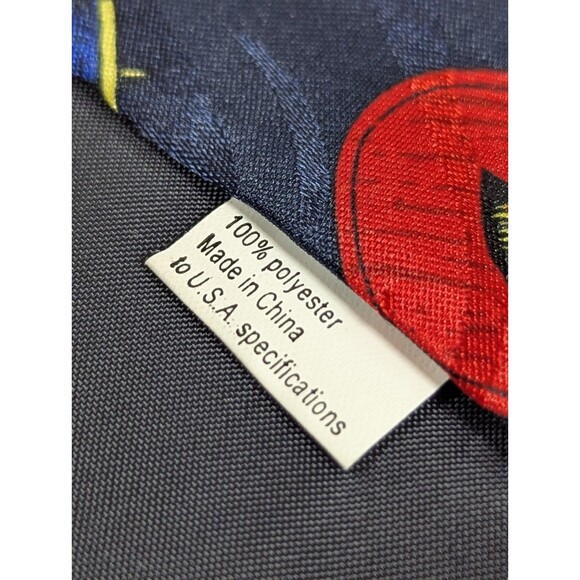 100% polyester
Made in China
to U.S.A. specifications